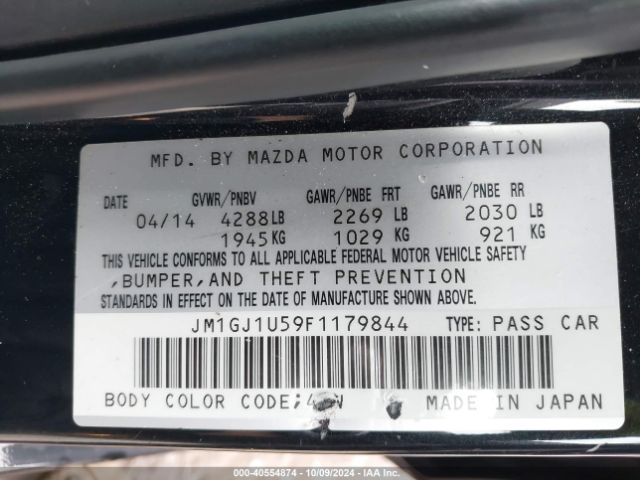 MFD. BY MAZDA MOTOR CORPORATION
DATE GVWR/PNBV GAWR/PNBE FRT GAWR/PNBE RR
04/14 4288LB 2269 LB 2030 LB
1945KG 1029 KG 921 KG
THIS VEHICLE CONFORMS TO ALL APPLICABLE FEDERAL MOTOR VEHICLE SAFETY
,BUMPER,AND THEFT PREVENTION
STANDARDS IN EFFECT ON THE DATE OF MANUFACTURE SHOWN ABOVE.
JM1GJ1U59F1179844 TYPE: PASS CAR
BODY COLOR CODE; MADE IN JAPAN
000-40554874 | 10/09/2024 | IAA Inc.